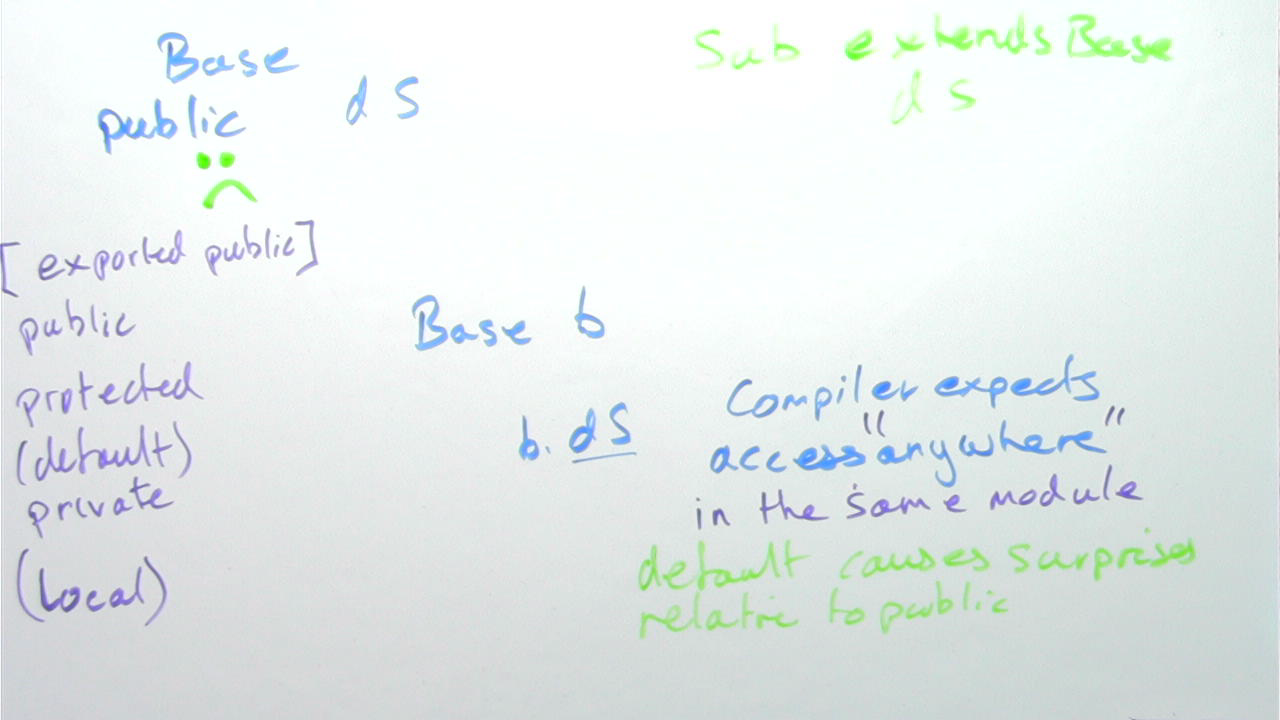 Base
public dS
Sub extends Base
dS
[exported public]
public
protected
(default)
private
(local)
Base b
b.dS
Compiler expects
access "anywhere"
in the same module
default causes surprises
relative to public